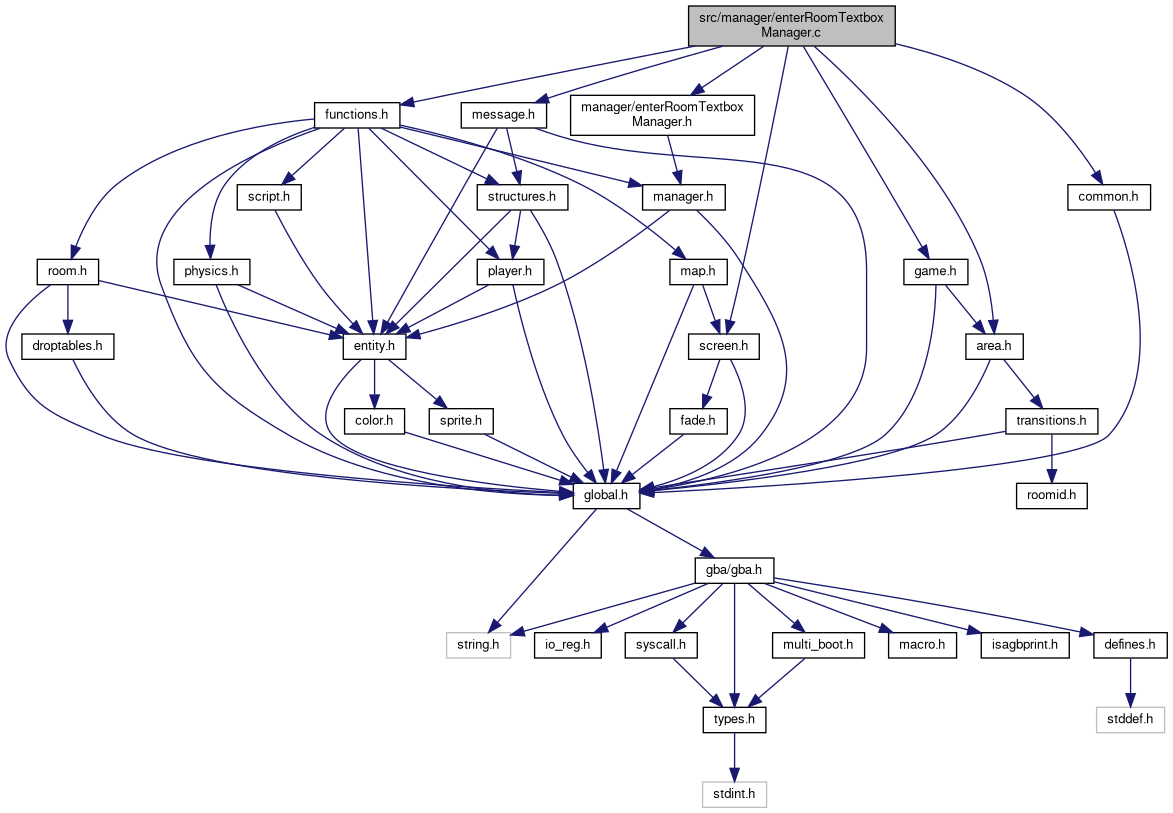 src/manager/enterRoomTextbox
Manager.c
functions.h
message.h
manager/enterRoomTextbox
Manager.h
script.h
structures.h
manager.h
common.h
room.h
physics.h
player.h
map.h
game.h
droptables.h
entity.h
screen.h
area.h
color.h
sprite.h
fade.h
transitions.h
global.h
roomid.h
gba/gba.h
string.h
io_reg.h
syscall.h
multi_boot.h
macro.h
isagbprint.h
defines.h
types.h
stddef.h
stdint.h